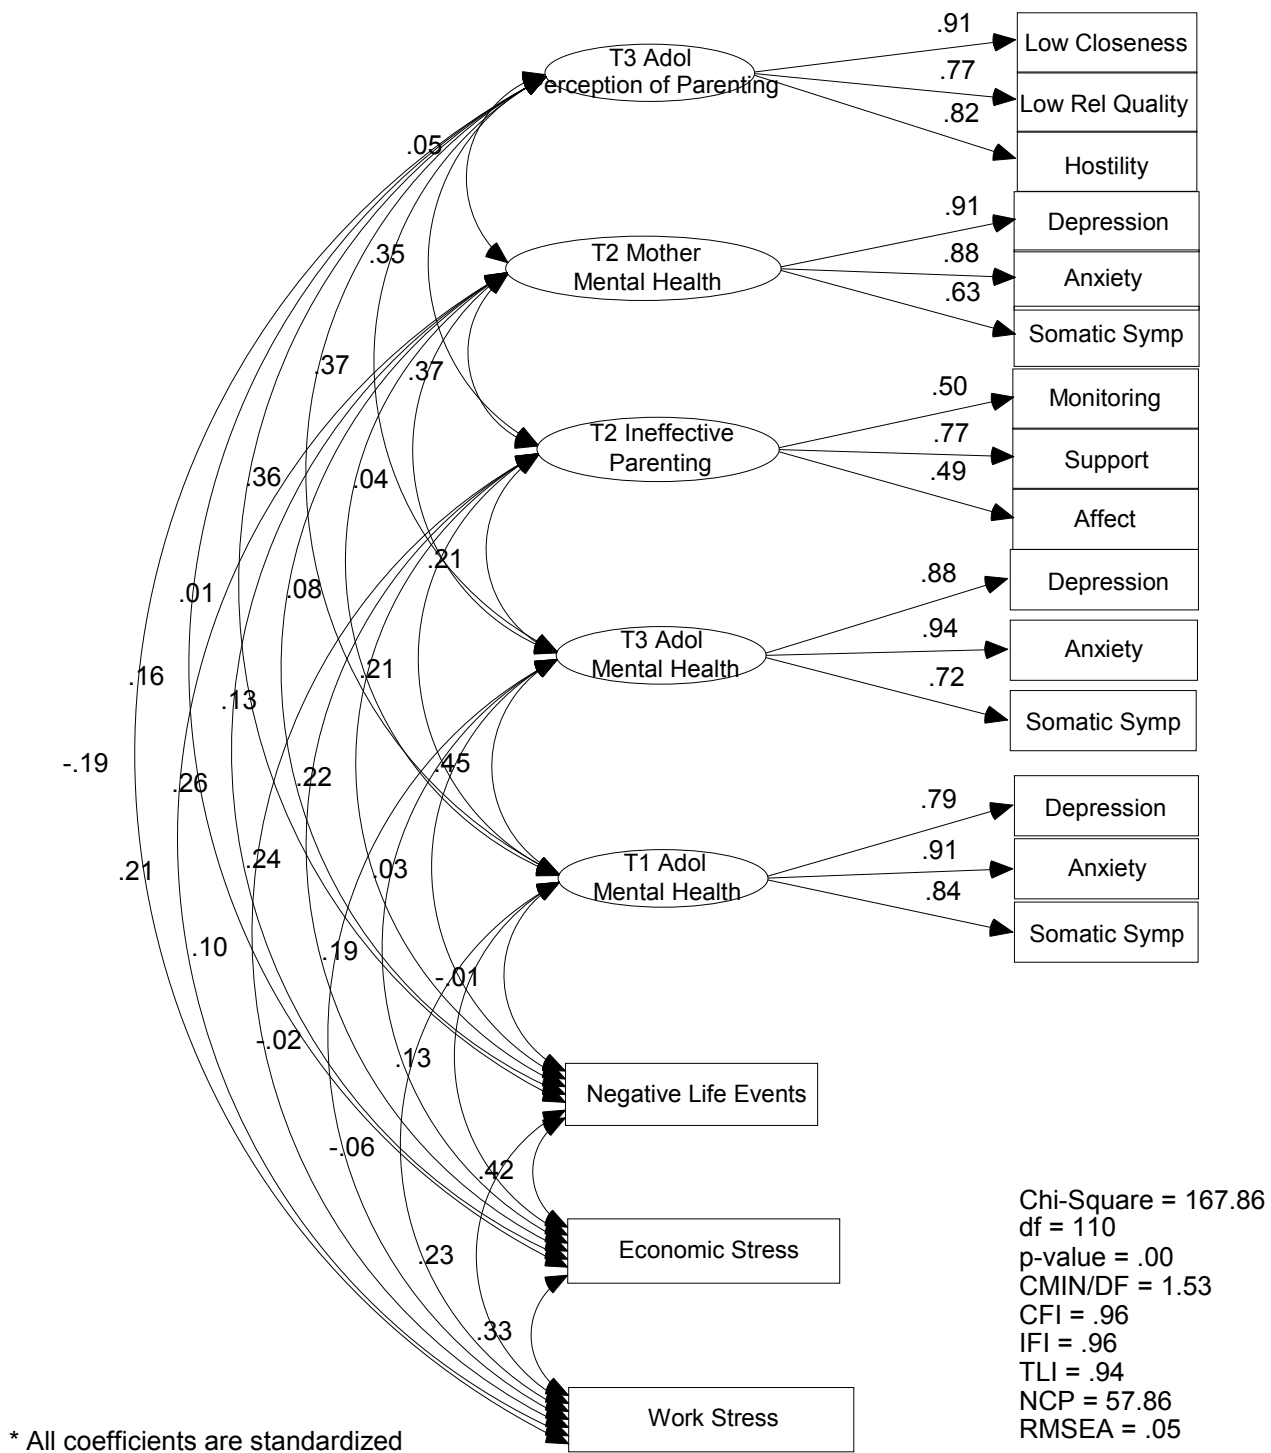 T3 Adol
erception of Parenting
.91
Low Closeness
.77
Low Rel Quality
.82
Hostility
.05
T2 Mother
Mental Health
.91
Depression
.88
Anxiety
.63
Somatic Symp
.35
.37
.37
T2 Ineffective
Parenting
.50
Monitoring
.77
Support
.49
Affect
.36
.04
.21
.01
.08
T3 Adol
Mental Health
.88
Depression
.94
Anxiety
.72
Somatic Symp
.16
.13
.21
-.19
.26
.22
.45
T1 Adol
Mental Health
.79
Depression
.91
Anxiety
.84
Somatic Symp
.21
.24
.03
.10
.19
-.01
-.02
.13
Negative Life Events
-.06
.42
Economic Stress
.23
.33
Work Stress
Chi-Square = 167.86
df = 110
p-value = .00
CMIN/DF = 1.53
CFI = .96
IFI = .96
TLI = .94
NCP = 57.86
RMSEA = .05
* All coefficients are standardized